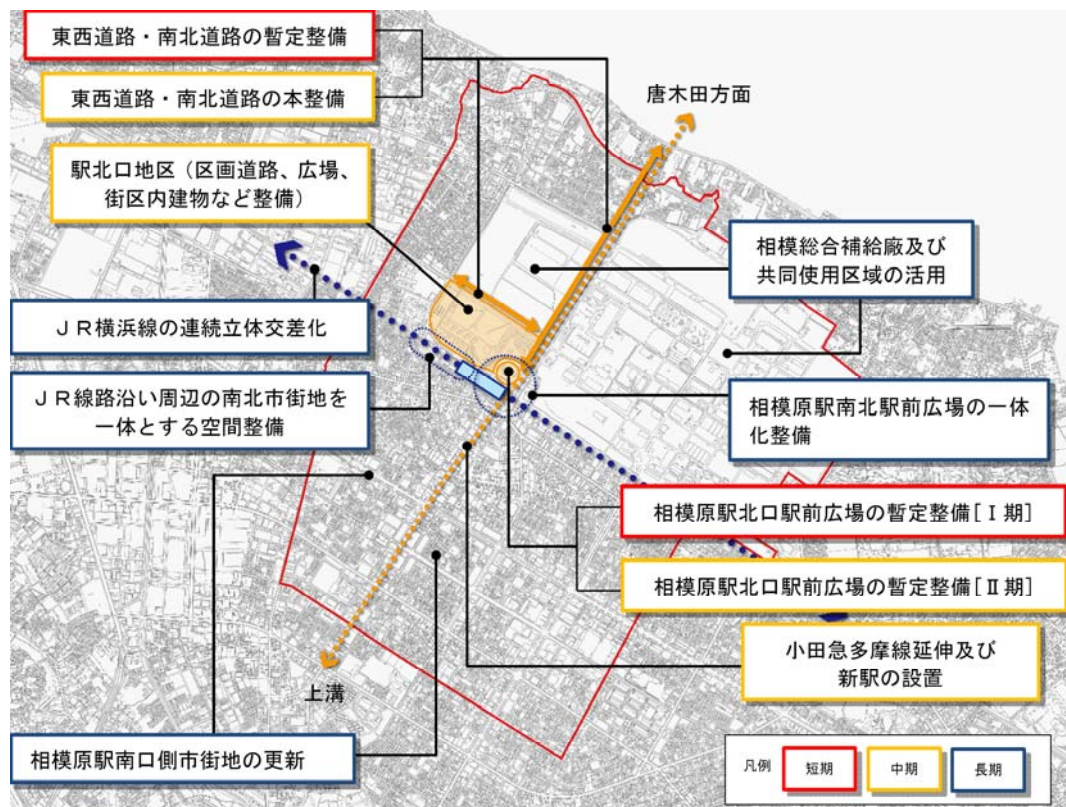 東西道路・南北道路の暫定整備
東西道路・南北道路の本整備
駅北口地区(区画道路、広場、
街区内建物など整備)
唐木田方面
相模総合補給廠及び
共同使用区域の活用
JR横浜線の連続立体交差化
JR線路沿い周辺の南北市街地を
一体とする空間整備
相模原駅南北駅前広場の一体
化整備
相模原駅北口駅前広場の暫定整備[Ⅰ期]
相模原駅北口駅前広場の暫定整備[Ⅱ期]
小田急多摩線延伸及び
新駅の設置
上溝
相模原駅南口側市街地の更新
凡例
短期
中期
長期